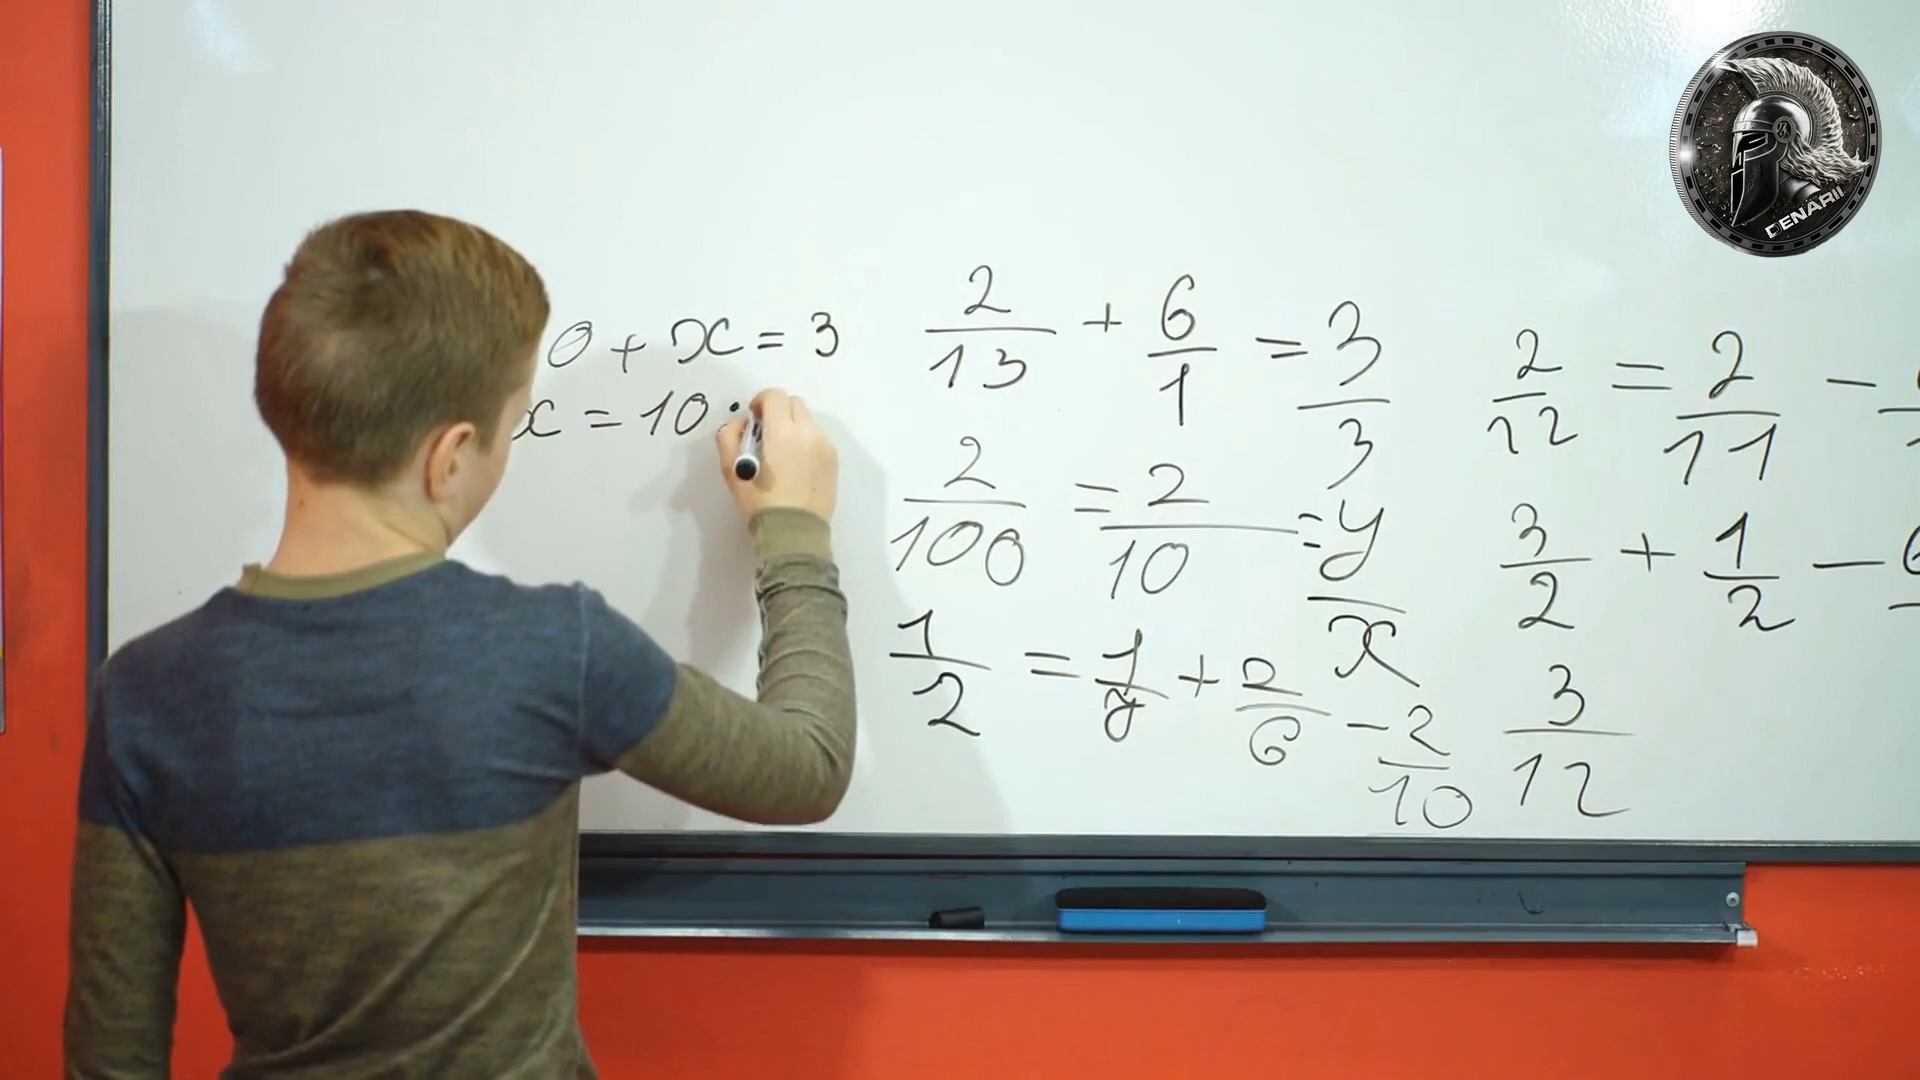 0 + x = 3
x = 10 :
2/13 + 6/1 = 3/3
2/100 = 2/10 = y/x
1/2 = 1/y + 2/6 - 2/10
2/12 = 2/11 -
3/2 + 1/2 - 6
3/12
DENARII